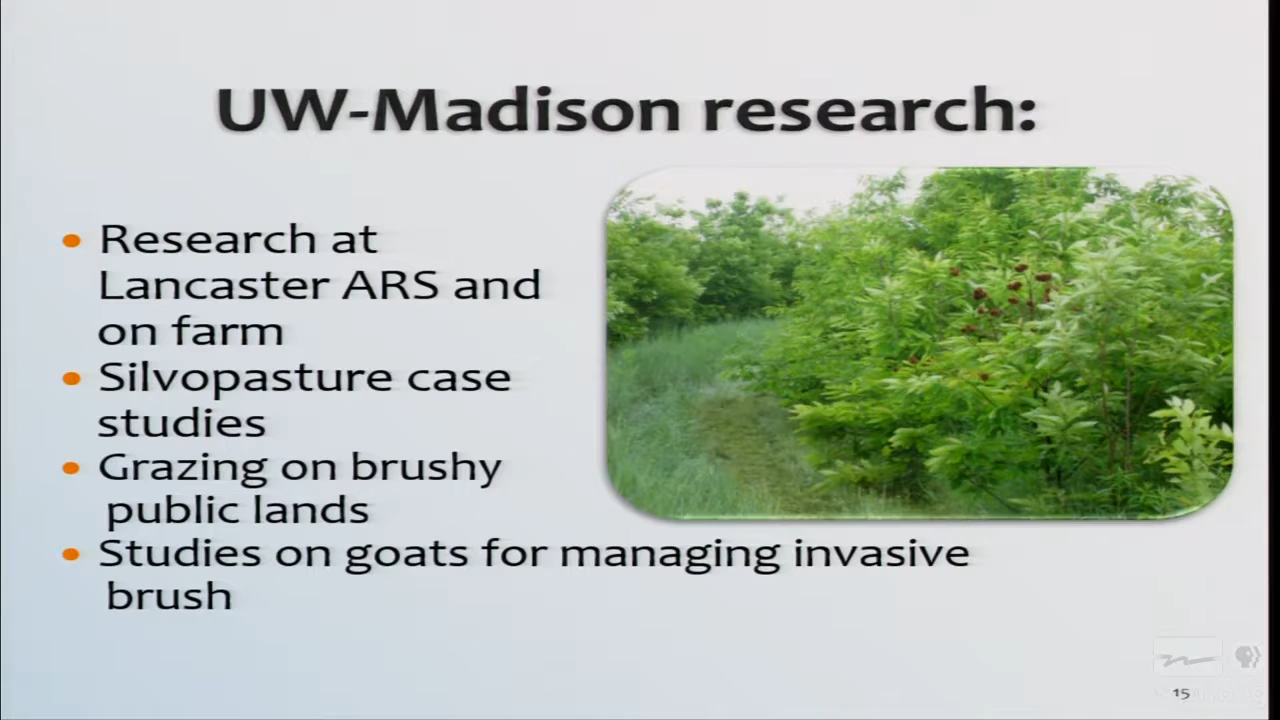 UW-Madison research:
• Research at
Lancaster ARS and
on farm
• Silvopasture case
studies
• Grazing on brushy
public lands
• Studies on goats for managing invasive
brush
15